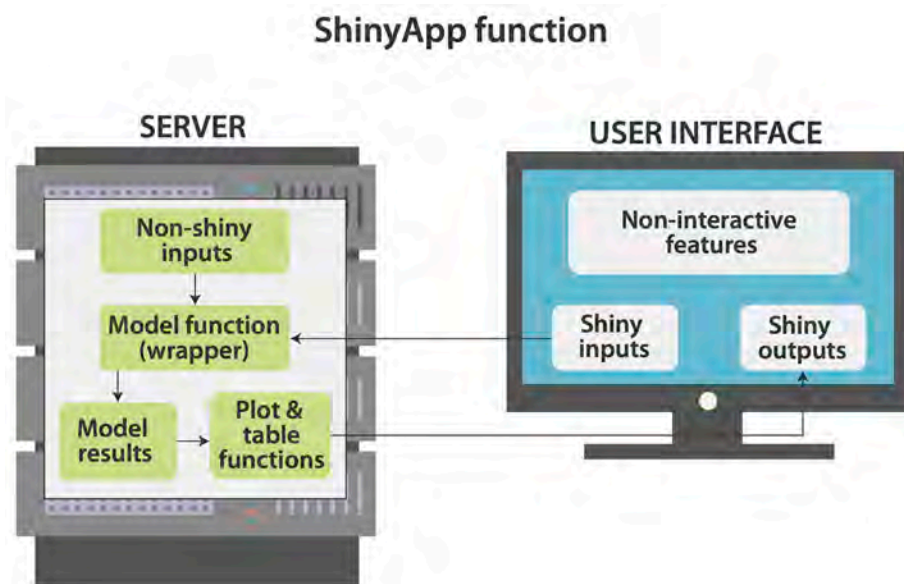 ShinyApp function
SERVER
Non-shiny
inputs
Model function
(wrapper)
Model
results
Plot &
table
functions
USER INTERFACE
Non-interactive
features
Shiny
inputs
Shiny
outputs